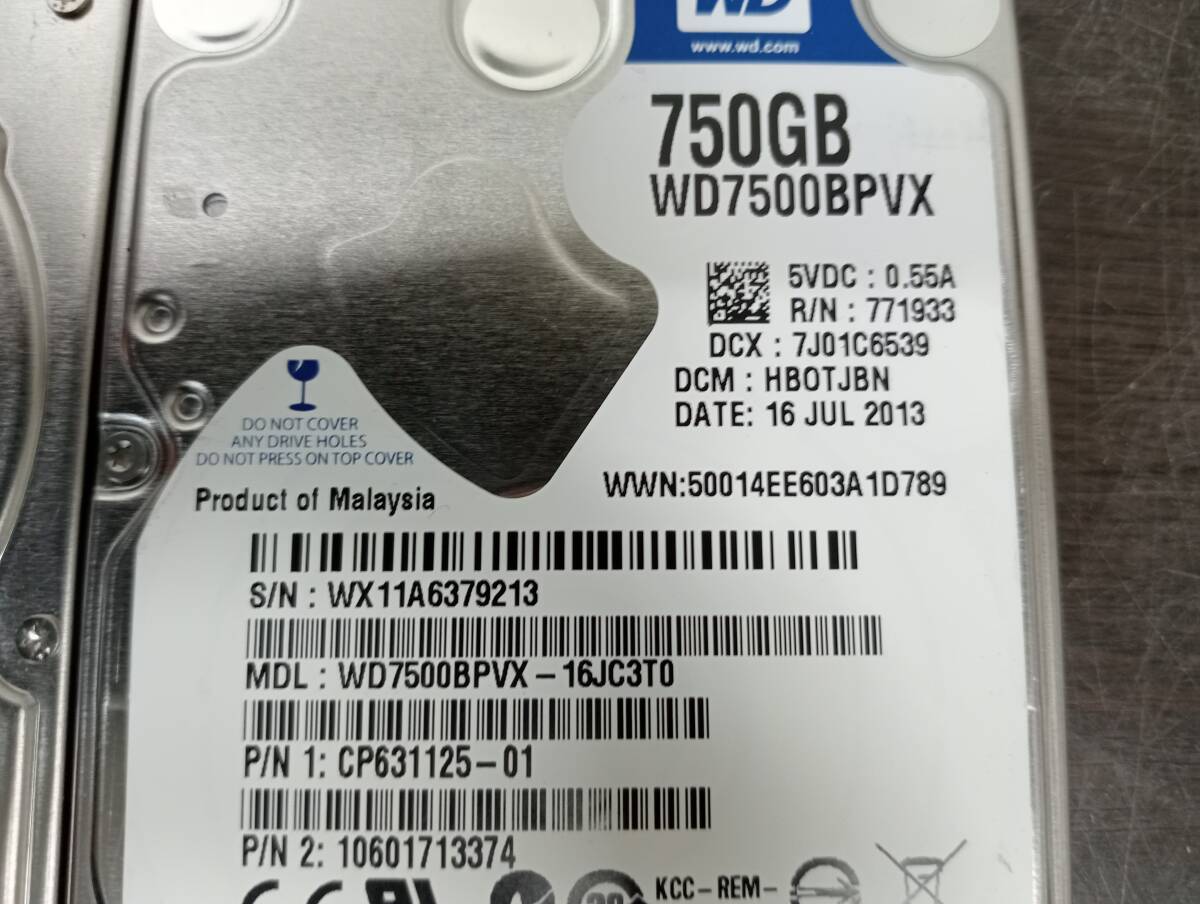 WD
www.wd.com
750GB
WD7500BPVX
5VDC : 0.55A
R/N : 771933
DCX : 7J01C6539
DCM : HBOTJBN
DATE: 16 JUL 2013
DO NOT COVER
ANY DRIVE HOLES
DO NOT PRESS ON TOP COVER
Product of Malaysia
WWN:50014EE603A1D789
S/N : WX11A6379213
MDL : WD7500BPVX – 16JC3T0
P/N 1: CP631125–01
P/N 2: 10601713374
KCC–REM–